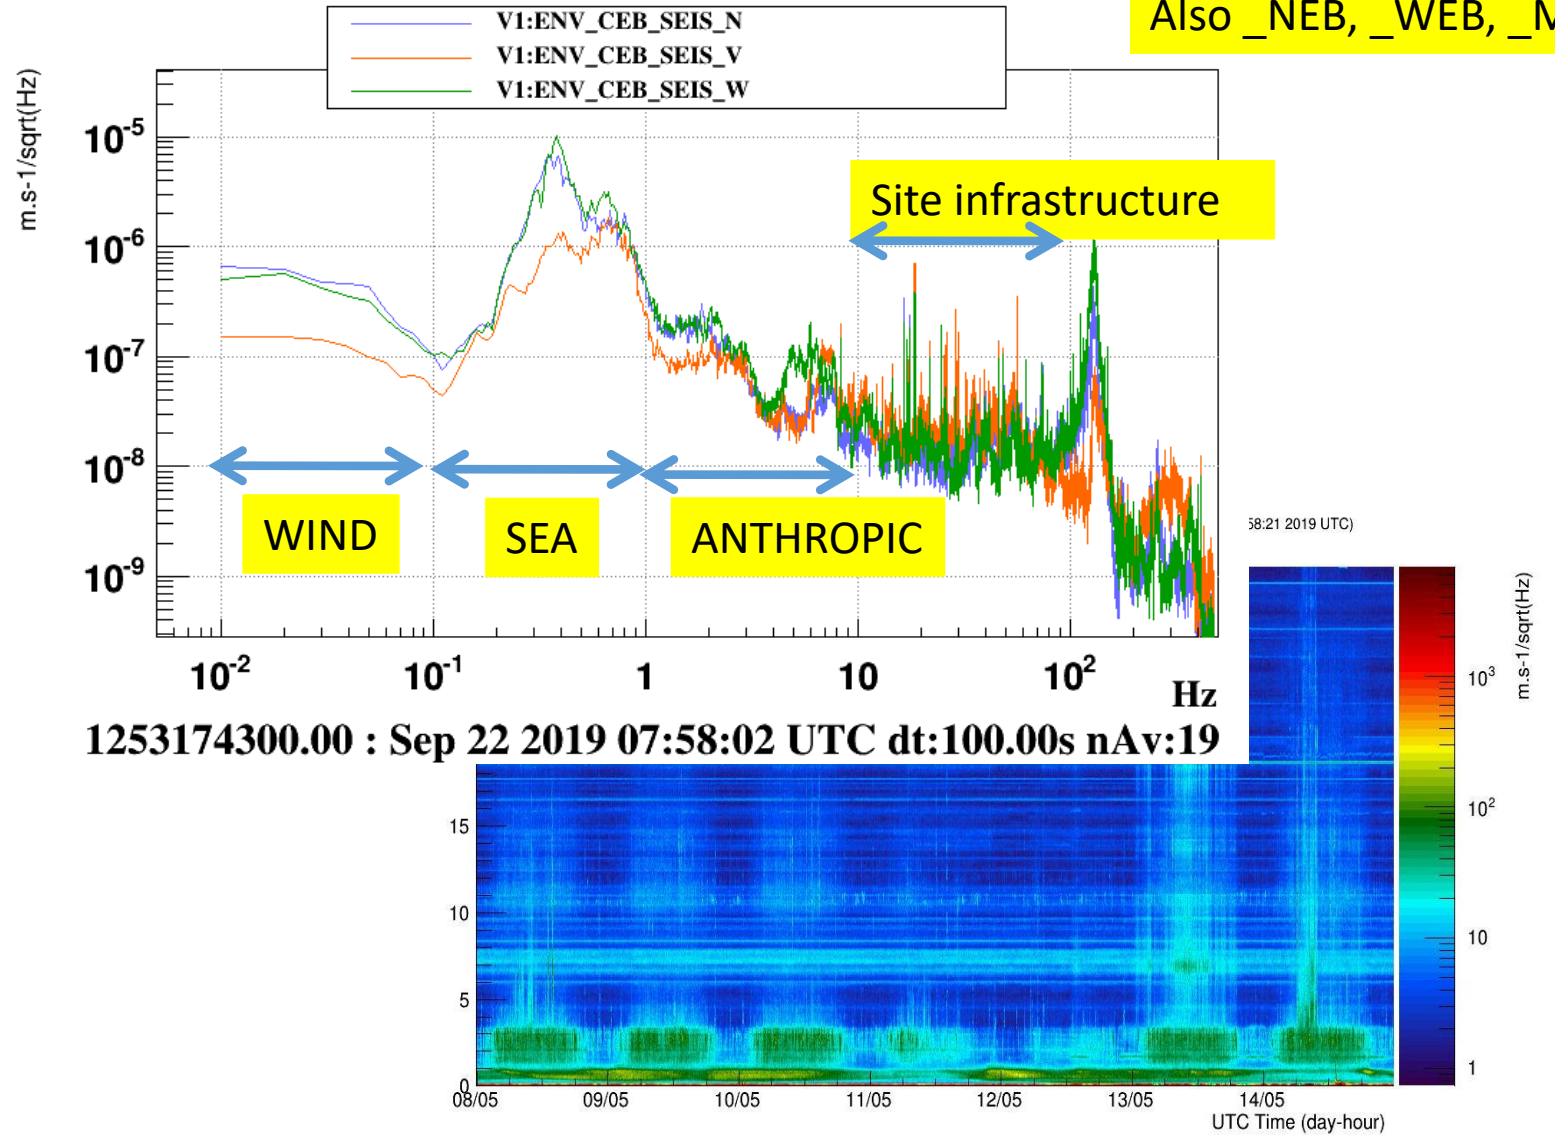 V1:ENV_CEB_SEIS_N
V1:ENV_CEB_SEIS_V
V1:ENV_CEB_SEIS_W
Also _NEB, _WEB, _M
m.s-1/sqrt(Hz)
10-5
10-6
10-7
10-8
10-9
Site infrastructure
WIND
SEA
ANTHROPIC
10-2
10-1
1
10
102
Hz
1253174300.00 : Sep 22 2019 07:58:02 UTC dt:100.00s nAv:19
58:21 2019 UTC)
m.s-1/sqrt(Hz)
103
102
10
1
15
10
5
0
08/05
09/05
10/05
11/05
12/05
13/05
14/05
UTC Time (day-hour)